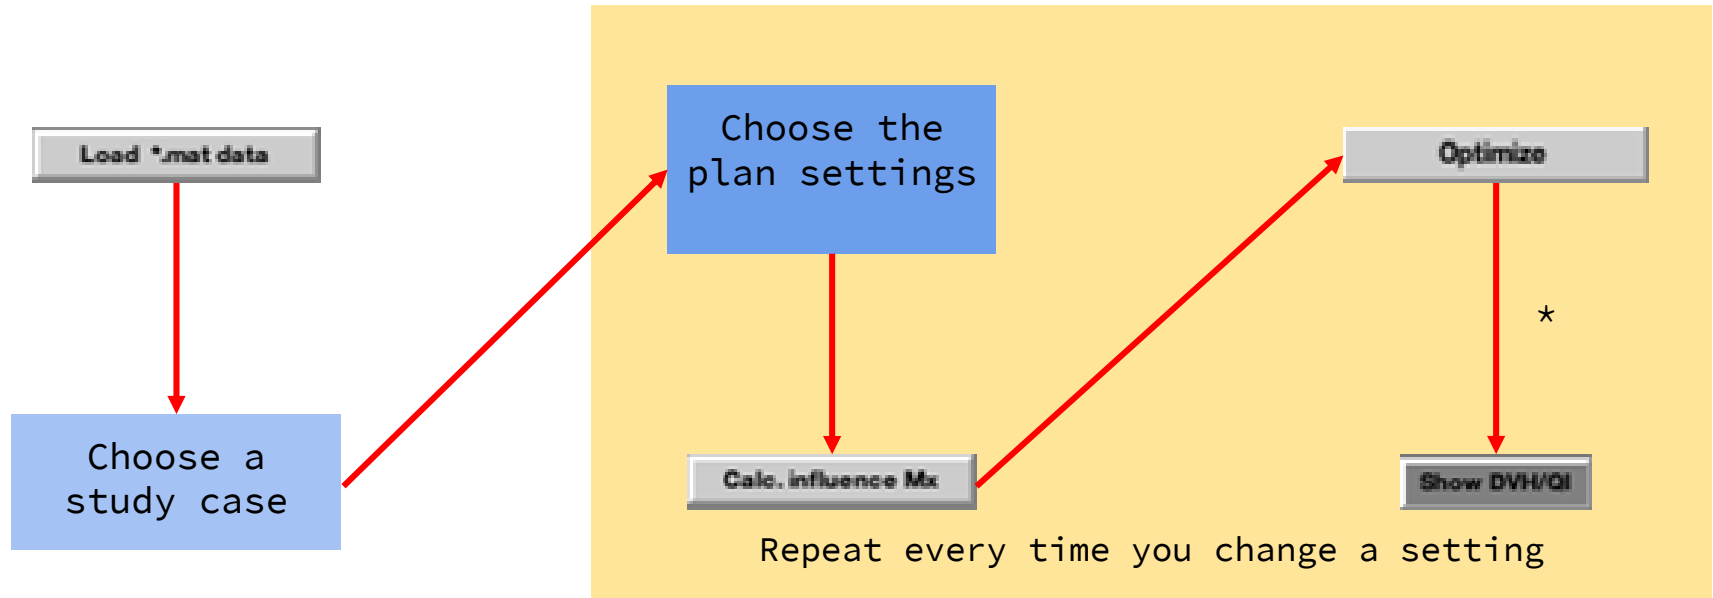 Load *.mat data
Choose a
study case
Choose the
plan settings
Calc. influence Mx
Optimize
*
Show DVH/QI
Repeat every time you change a setting